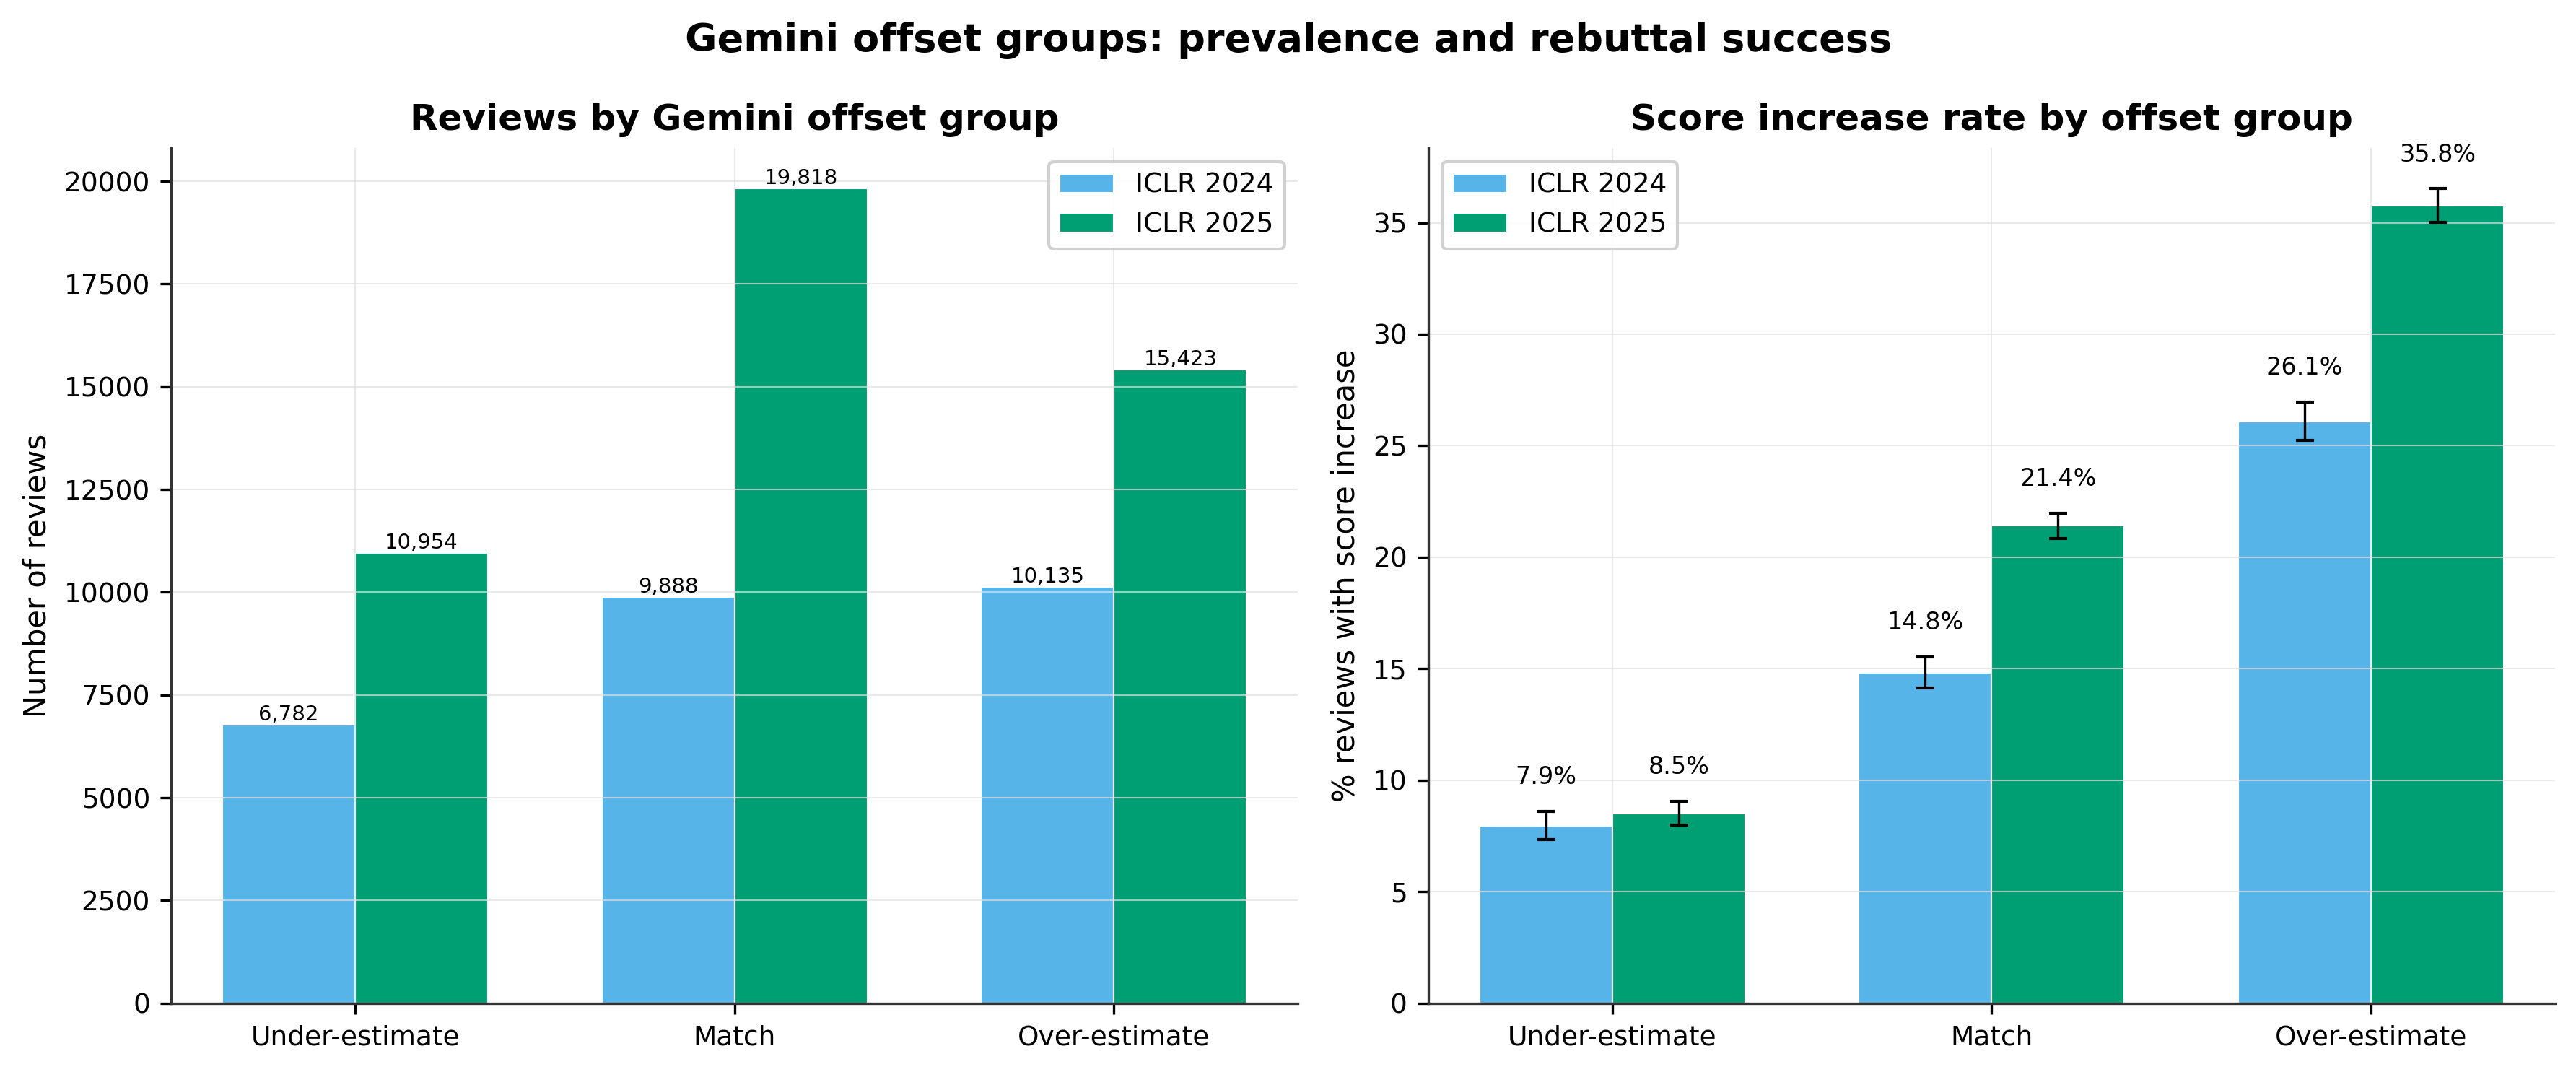 Gemini offset groups: prevalence and rebuttal success
Reviews by Gemini offset group
Number of reviews
20000
17500
15000
12500
10000
7500
5000
2500
0
6,782
10,954
9,888
19,818
10,135
15,423
ICLR 2024
ICLR 2025
Under-estimate
Match
Over-estimate
Score increase rate by offset group
% reviews with score increase
35
30
25
20
15
10
5
0
7.9%
8.5%
14.8%
21.4%
26.1%
35.8%
ICLR 2024
ICLR 2025
Under-estimate
Match
Over-estimate